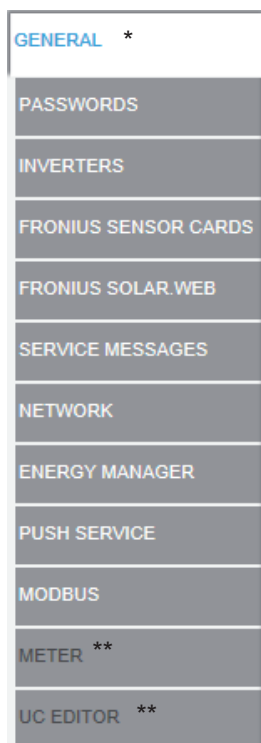 GENERAL *
PASSWORDS
INVERTERS
FRONIUS SENSOR CARDS
FRONIUS SOLAR.WEB
SERVICE MESSAGES
NETWORK
ENERGY MANAGER
PUSH SERVICE
MODBUS
METER **
UC EDITOR **